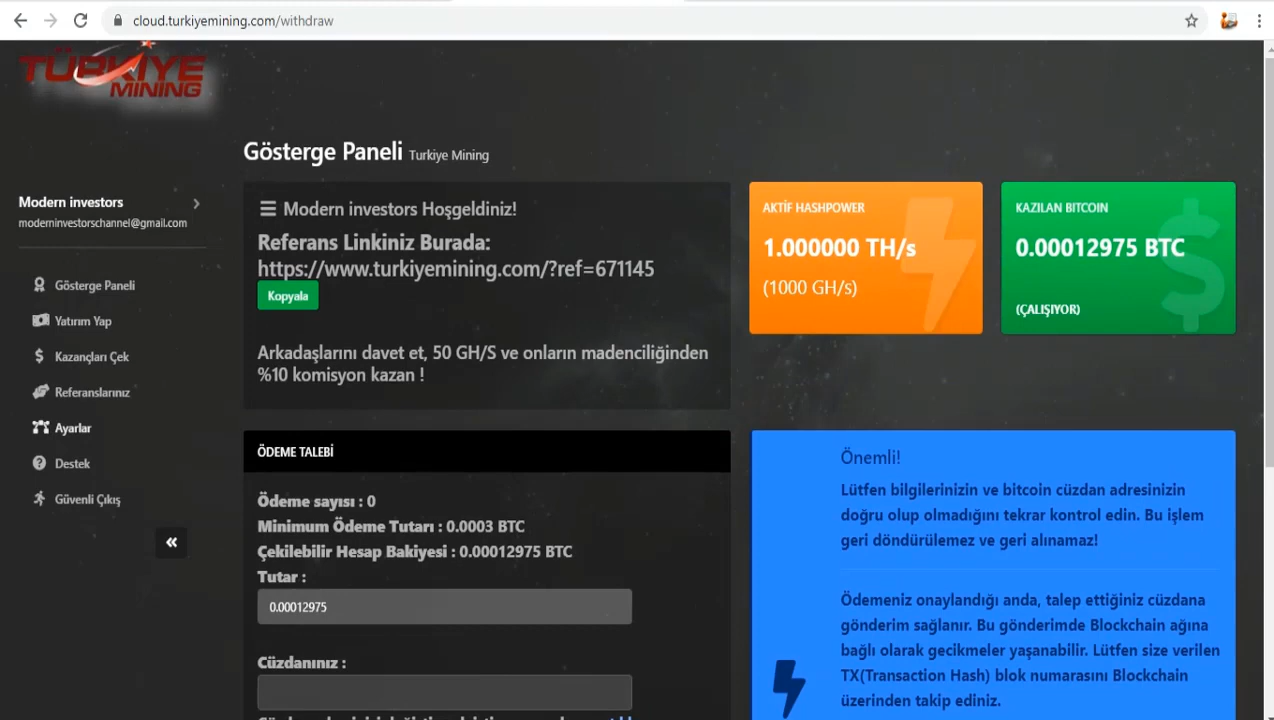 cloud.turkiyemining.com/withdraw
TÜRKİYE
MINING
Gösterge Paneli Turkiye Mining
Modern investors
moderninvestorschannel@gmail.com
Gösterge Paneli
Yatırım Yap
Kazançları Çek
Referanslarınız
Ayarlar
Destek
Güvenli Çıkış
Modern investors Hoşgeldiniz!
Referans Linkiniz Burada:
https://www.turkiyemining.com/?ref=671145
Kopyala
Arkadaşlarını davet et, 50 GH/S ve onların madenciliğinden
%10 komisyon kazan !
AKTİF HASHPOWER
1.000000 TH/s
(1000 GH/s)
KAZILAN BITCOIN
0.00012975 BTC
(ÇALIŞIYOR)
ÖDEME TALEBİ
Ödeme sayısı : 0
Minimum Ödeme Tutarı : 0.0003 BTC
Çekilebilir Hesap Bakiyesi : 0.00012975 BTC
Tutar :
0.00012975
Cüzdanınız :
Önemli!
Lütfen bilgilerinizin ve bitcoin cüzdan adresinizin
doğru olup olmadığını tekrar kontrol edin. Bu işlem
geri döndürülemez ve geri alınamaz!
Ödemeniz onaylandığı anda, talep ettiğiniz cüzdana
gönderim sağlanır. Bu gönderimde Blockchain ağına
bağlı olarak gecikmeler yaşanabilir. Lütfen size verilen
TX(Transaction Hash) blok numarasını Blockchain
üzerinden takip ediniz.